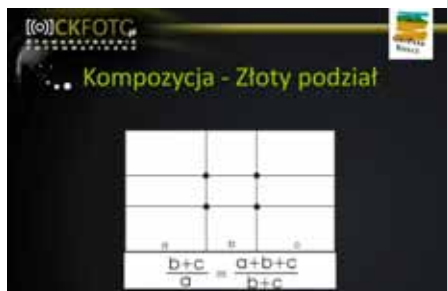 [(o)]CKFOTO
Kompozycja - Złoty podział
a b c
b+c / a = a+b+c / b+c